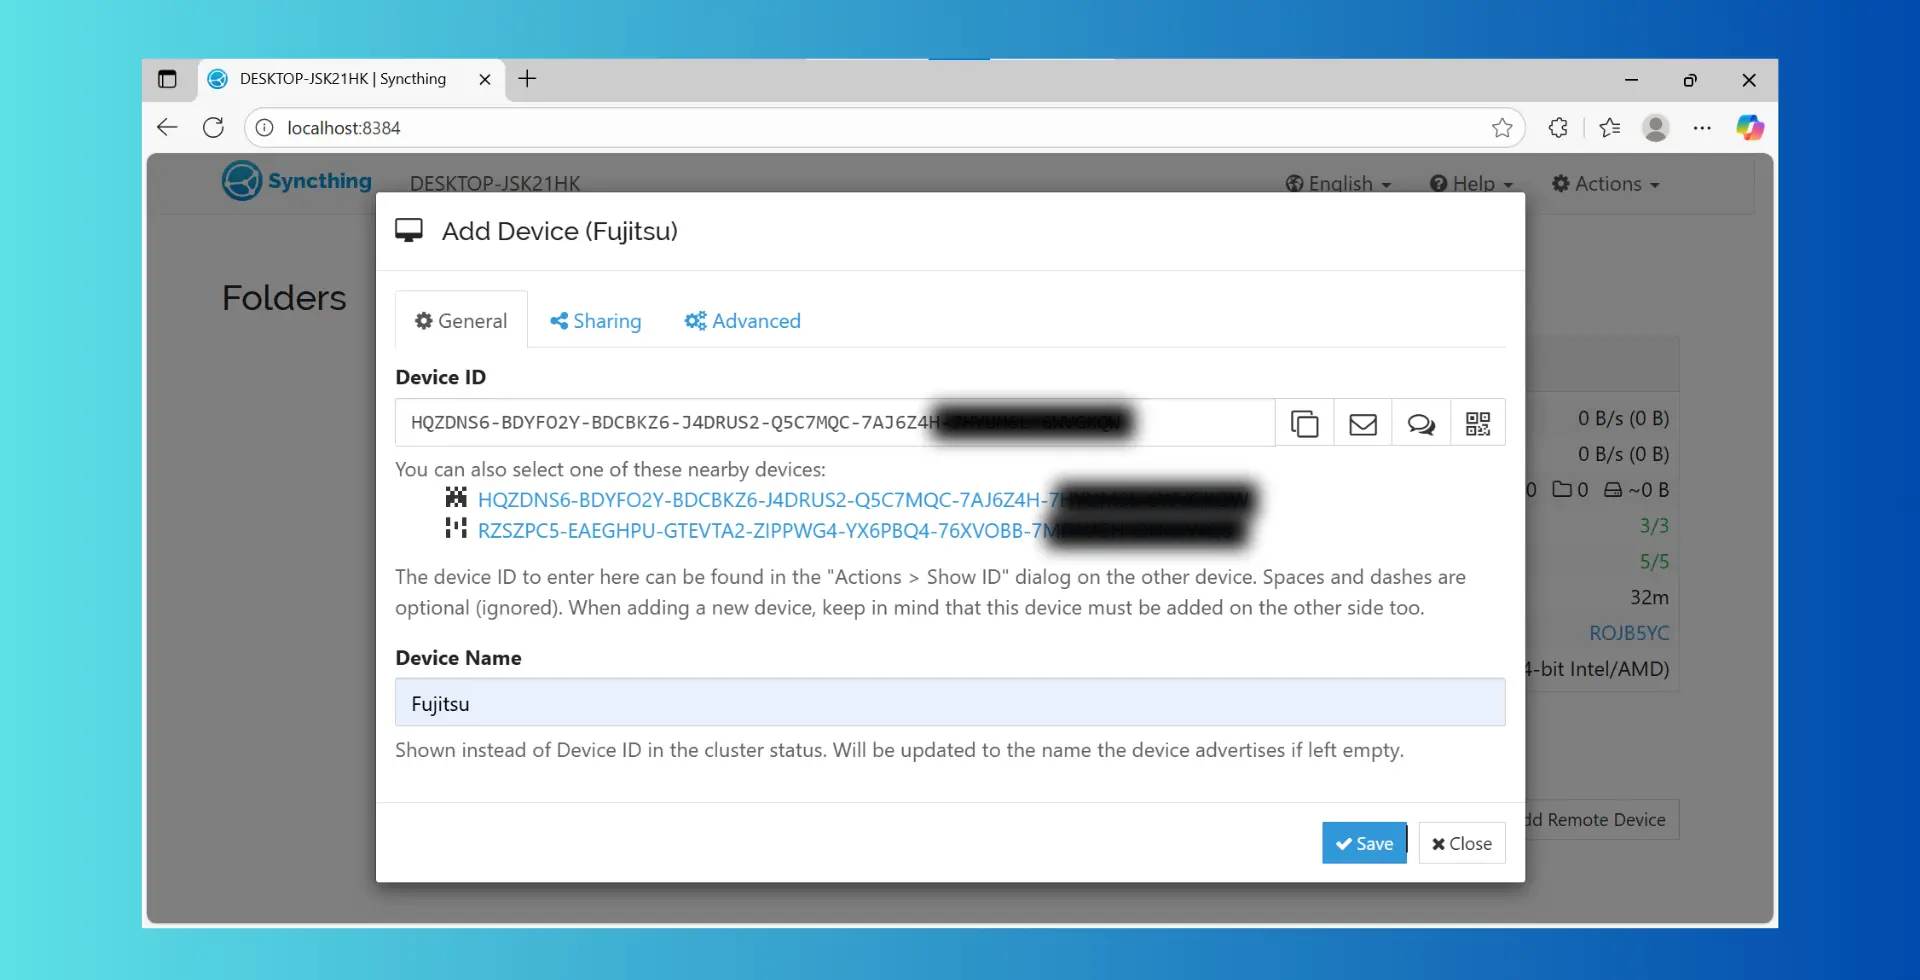 DESKTOP-JSK21HK | Syncthing
localhost:8384
Syncthing DESKTOP-JSK21HK English Help Actions
Add Device (Fujitsu)
Folders
General Sharing Advanced
Device ID
HQZDNS6-BDYFO2Y-BDCBKZ6-J4DRUS2-Q5C7MQC-7AJ6Z4H
0 B/s (0 B)
0 B/s (0 B)
You can also select one of these nearby devices:
HQZDNS6-BDYFO2Y-BDCBKZ6-J4DRUS2-Q5C7MQC-7AJ6Z4H-7
0 0 ~0 B
RZSZPC5-EAEGHPU-GTEVTA2-ZIPPWG4-YX6PBQ4-76XVOBB-7
3/3
5/5
The device ID to enter here can be found in the "Actions > Show ID" dialog on the other device. Spaces and dashes are
optional (ignored). When adding a new device, keep in mind that this device must be added on the other side too.
32m
ROJB5YC
Device Name
4-bit Intel/AMD)
Fujitsu
Shown instead of Device ID in the cluster status. Will be updated to the name the device advertises if left empty.
dd Remote Device
Save Close